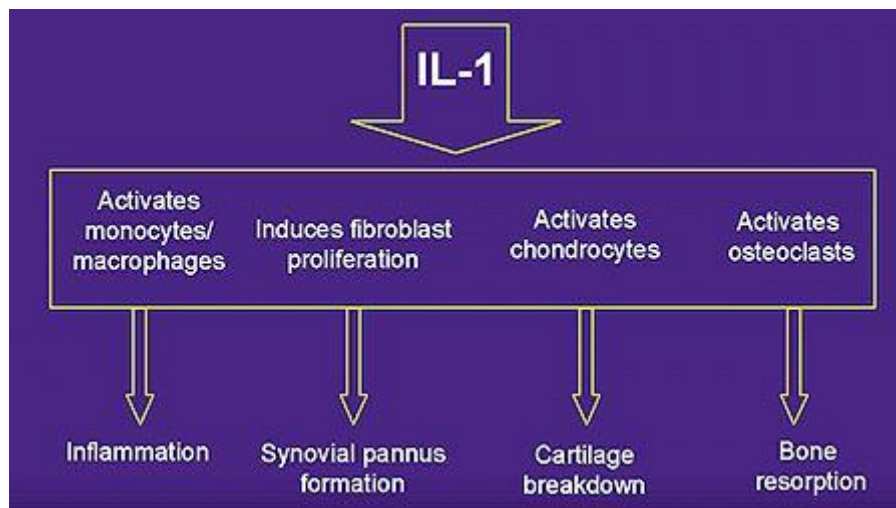 IL-1
Activates
monocytes/
macrophages
Induces fibroblast
proliferation
Activates
chondrocytes
Activates
osteoclasts
Inflammation
Synovial pannus
formation
Cartilage
breakdown
Bone
resorption